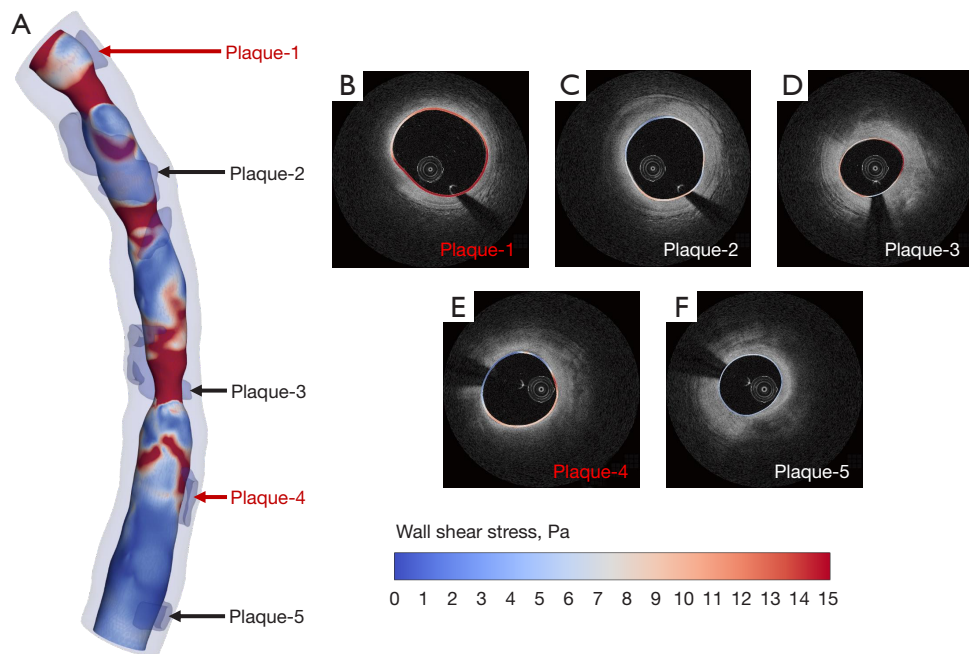 A
Plaque-1
Plaque-2
Plaque-3
Plaque-4
Plaque-5
B
Plaque-1
C
Plaque-2
D
Plaque-3
E
Plaque-4
F
Plaque-5
Wall shear stress, Pa
0 1 2 3 4 5 6 7 8 9 10 11 12 13 14 15